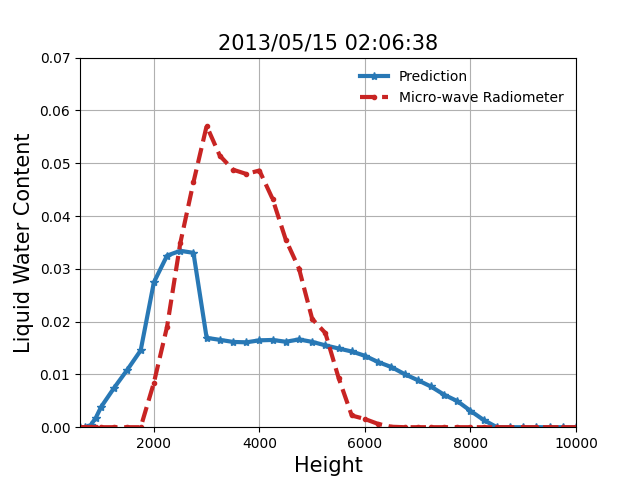 2013/05/15 02:06:38
0.07
0.06
0.05
0.04
0.03
0.02
0.01
0.00
Liquid Water Content
Prediction
Micro-wave Radiometer
2000 4000 6000 8000 10000
Height